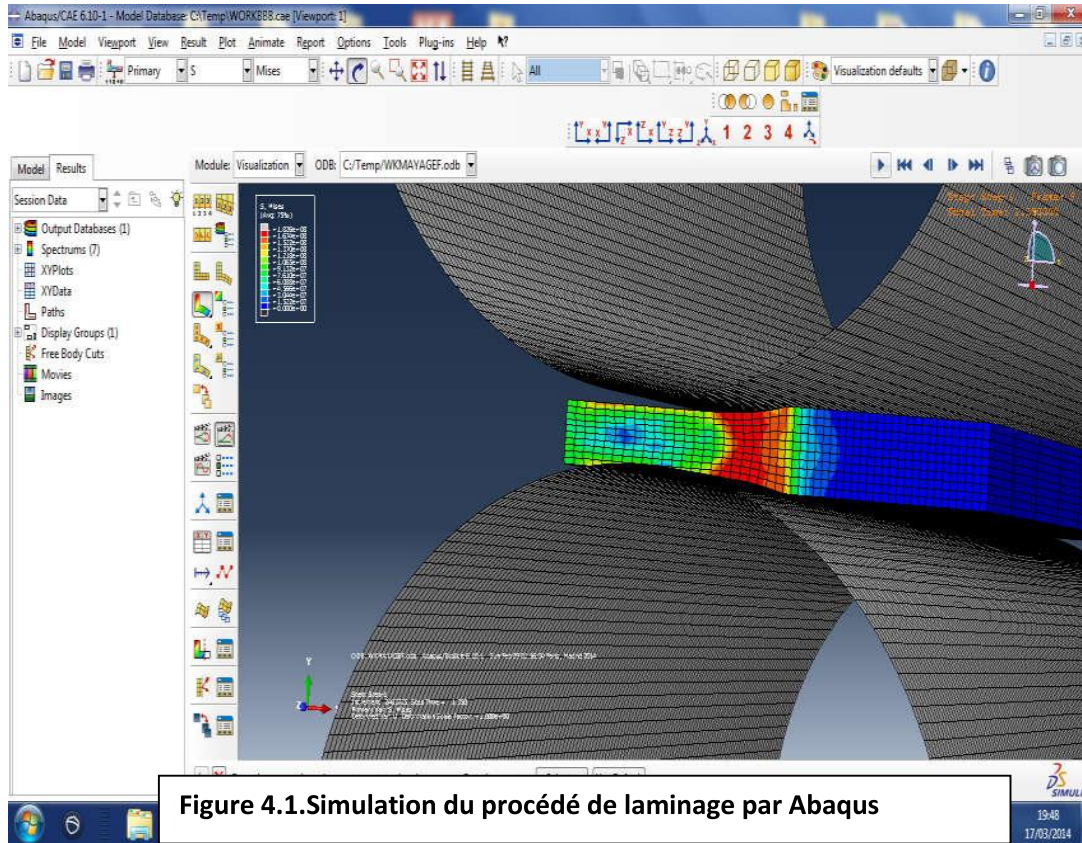 Abaqus/CAE 6.10-1 - Model Database: C:\Temp\WORKBBB.cae [Viewport: 1]
File Model Viewport View Result Plot Animate Report Options Tools Plug-ins Help
Primary S Mises All Visualization defaults
1 2 3 4
Model Results
Module: Visualization ODB: C:/Temp/WKMAYAGEF.odb
Session Data
Output Databases (1)
Spectrums (7)
XYPlots
XYData
Paths
Display Groups (1)
Free Body Cuts
Movies
Images
S, Mises
(Avg: 75%)
Y
Z
Figure 4.1.Simulation du procédé de laminage par Abaqus
19:48
17/03/2014